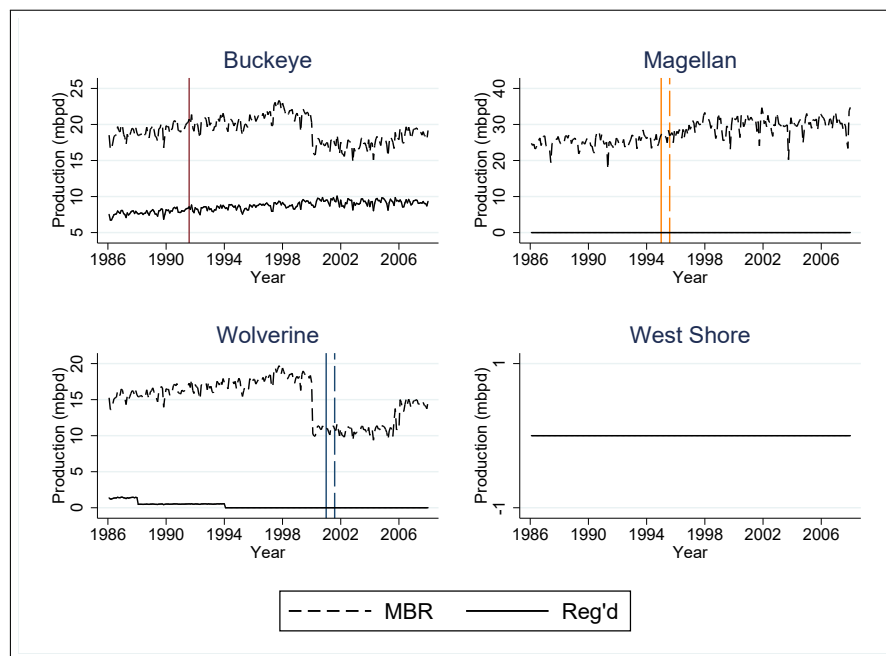 Buckeye
Production (mbpd)
25
20
15
10
5
1986 1990 1994 1998 2002 2006
Year
Magellan
Production (mbpd)
40
30
20
10
0
1986 1990 1994 1998 2002 2006
Year
Wolverine
Production (mbpd)
20
15
10
5
0
1986 1990 1994 1998 2002 2006
Year
West Shore
Production (mbpd)
1
-1
1986 1990 1994 1998 2002 2006
Year
MBR Reg'd